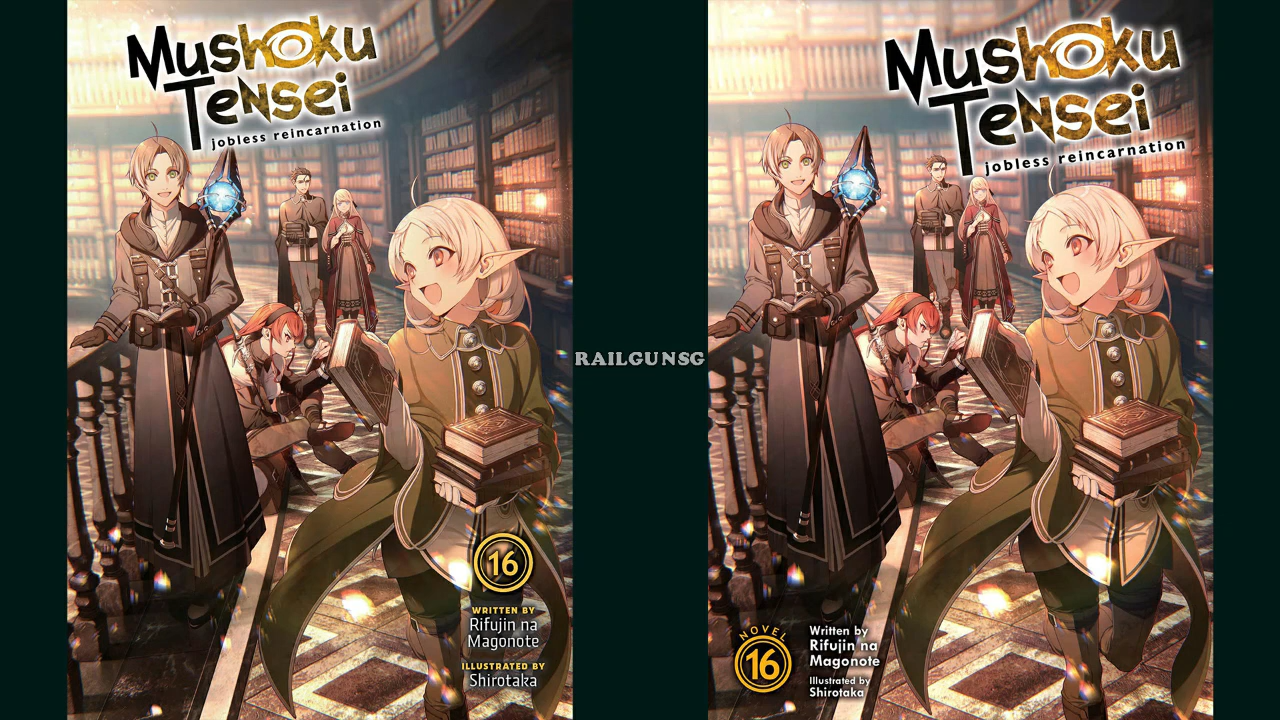 Mushoku
Tensei
jobless reincarnation
16
WRITTEN BY
Rifujin na
Magonote
ILLUSTRATED BY
Shirotaka
RAILGUNSG
Mushoku
Tensei
jobless reincarnation
NOVEL
16
Written by
Rifujin na
Magonote
Illustrated by
Shirotaka